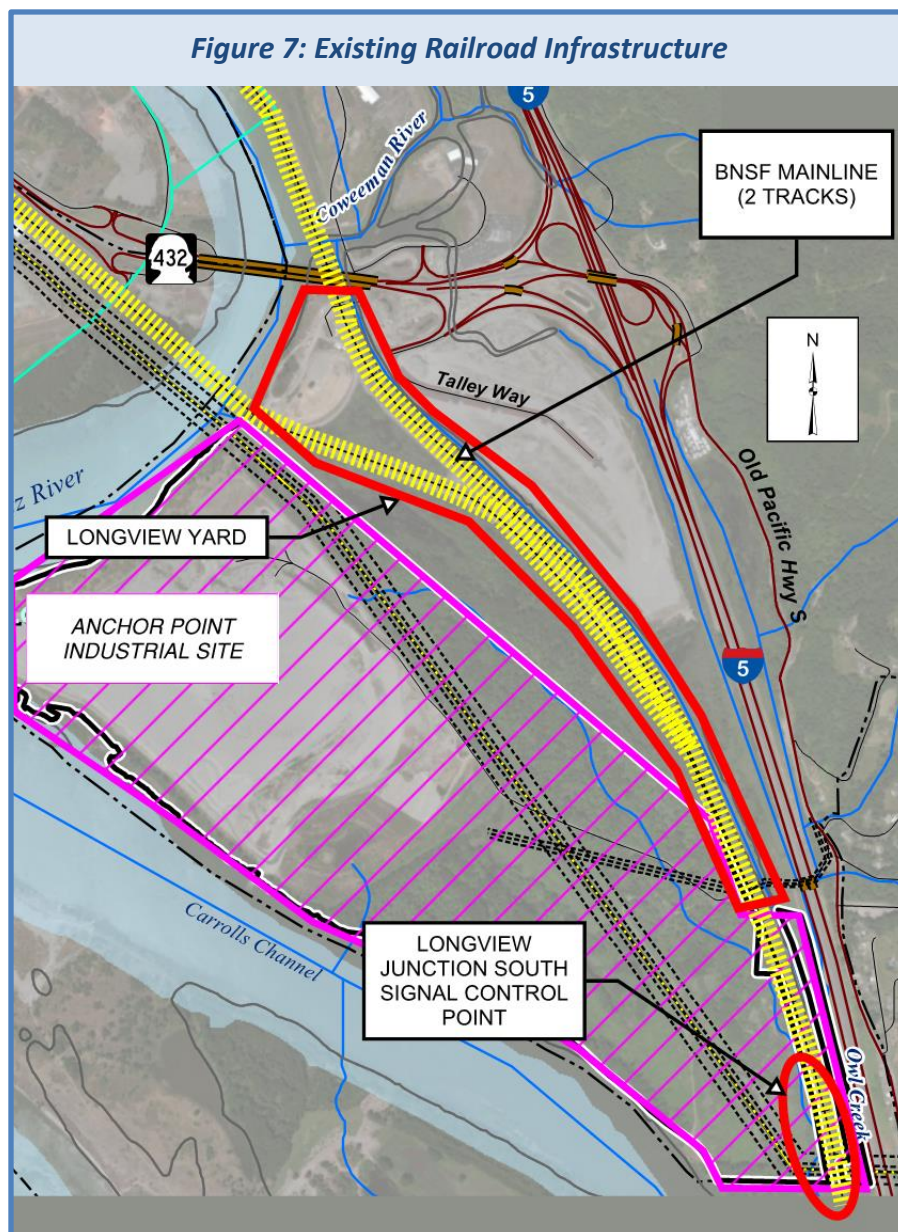 Figure 7: Existing Railroad Infrastructure
5
Coweeman River
BNSF MAINLINE
(2 TRACKS)
432
N
Talley Way
Old Pacific Hwy S
z River
LONGVIEW YARD
ANCHOR POINT
INDUSTRIAL SITE
5
Carrolls Channel
LONGVIEW
JUNCTION SOUTH
SIGNAL CONTROL
POINT
Owl Creek